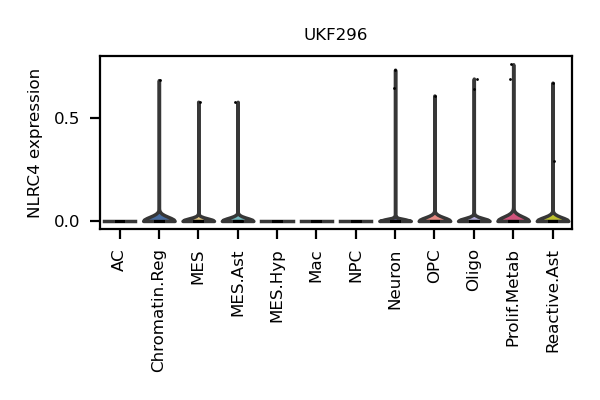 UKF296
NLRC4 expression
0.5
0.0
AC
Chromatin.Reg
MES
MES.Ast
MES.Hyp
Mac
NPC
Neuron
OPC
Oligo
Prolif.Metab
Reactive.Ast